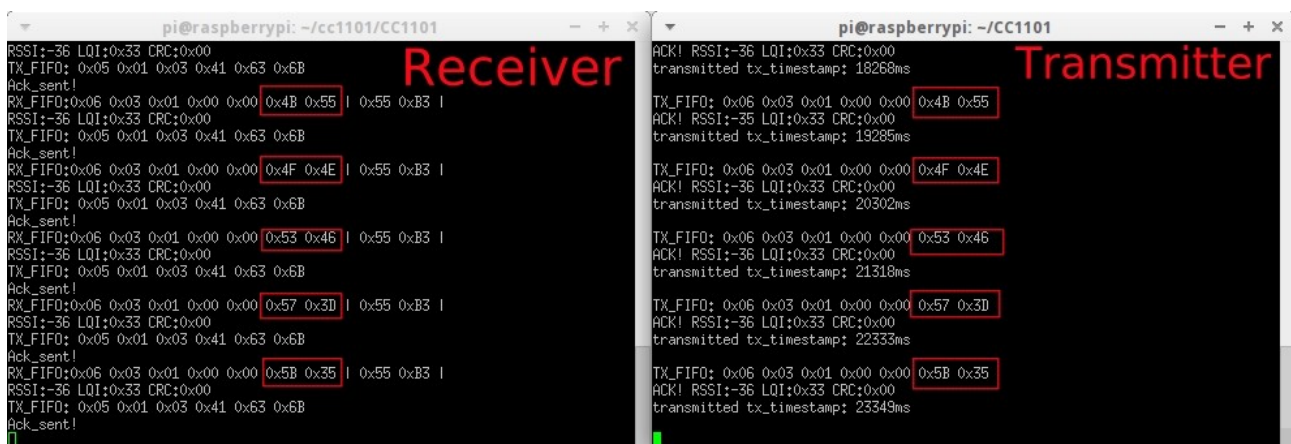 pi@raspberrypi: ~/cc1101/CC1101
Receiver
RSSI:-36 LQI:0x33 CRC:0x00
TX_FIFO: 0x05 0x01 0x03 0x41 0x63 0x6B
Ack_sent!
RX_FIFO:0x06 0x03 0x01 0x00 0x00 0x4B 0x55 | 0x55 0xB3 |
RSSI:-36 LQI:0x33 CRC:0x00
TX_FIFO: 0x05 0x01 0x03 0x41 0x63 0x6B
Ack_sent!
RX_FIFO:0x06 0x03 0x01 0x00 0x00 0x4F 0x4E | 0x55 0xB3 |
RSSI:-36 LQI:0x33 CRC:0x00
TX_FIFO: 0x05 0x01 0x03 0x41 0x63 0x6B
Ack_sent!
RX_FIFO:0x06 0x03 0x01 0x00 0x00 0x53 0x46 | 0x55 0xB3 |
RSSI:-36 LQI:0x33 CRC:0x00
TX_FIFO: 0x05 0x01 0x03 0x41 0x63 0x6B
Ack_sent!
RX_FIFO:0x06 0x03 0x01 0x00 0x00 0x57 0x3D | 0x55 0xB3 |
RSSI:-36 LQI:0x33 CRC:0x00
TX_FIFO: 0x05 0x01 0x03 0x41 0x63 0x6B
Ack_sent!
RX_FIFO:0x06 0x03 0x01 0x00 0x00 0x5B 0x35 | 0x55 0xB3 |
RSSI:-36 LQI:0x33 CRC:0x00
TX_FIFO: 0x05 0x01 0x03 0x41 0x63 0x6B
Ack_sent!
pi@raspberrypi: ~/CC1101
Transmitter
ACK! RSSI:-36 LQI:0x33 CRC:0x00
transmitted tx_timestamp: 18268ms
TX_FIFO: 0x06 0x03 0x01 0x00 0x00 0x4B 0x55
ACK! RSSI:-35 LQI:0x33 CRC:0x00
transmitted tx_timestamp: 19285ms
TX_FIFO: 0x06 0x03 0x01 0x00 0x00 0x4F 0x4E
ACK! RSSI:-36 LQI:0x33 CRC:0x00
transmitted tx_timestamp: 20302ms
TX_FIFO: 0x06 0x03 0x01 0x00 0x00 0x53 0x46
ACK! RSSI:-36 LQI:0x33 CRC:0x00
transmitted tx_timestamp: 21318ms
TX_FIFO: 0x06 0x03 0x01 0x00 0x00 0x57 0x3D
ACK! RSSI:-36 LQI:0x33 CRC:0x00
transmitted tx_timestamp: 22333ms
TX_FIFO: 0x06 0x03 0x01 0x00 0x00 0x5B 0x35
ACK! RSSI:-36 LQI:0x33 CRC:0x00
transmitted tx_timestamp: 23349ms